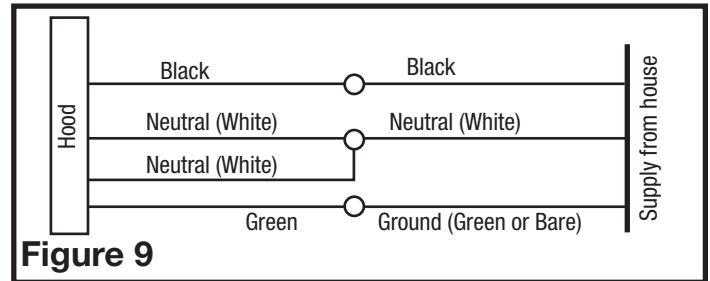 Black Black
Neutral (White) Neutral (White)
Neutral (White)
Green Ground (Green or Bare)
Hood
Supply from house
Figure 9